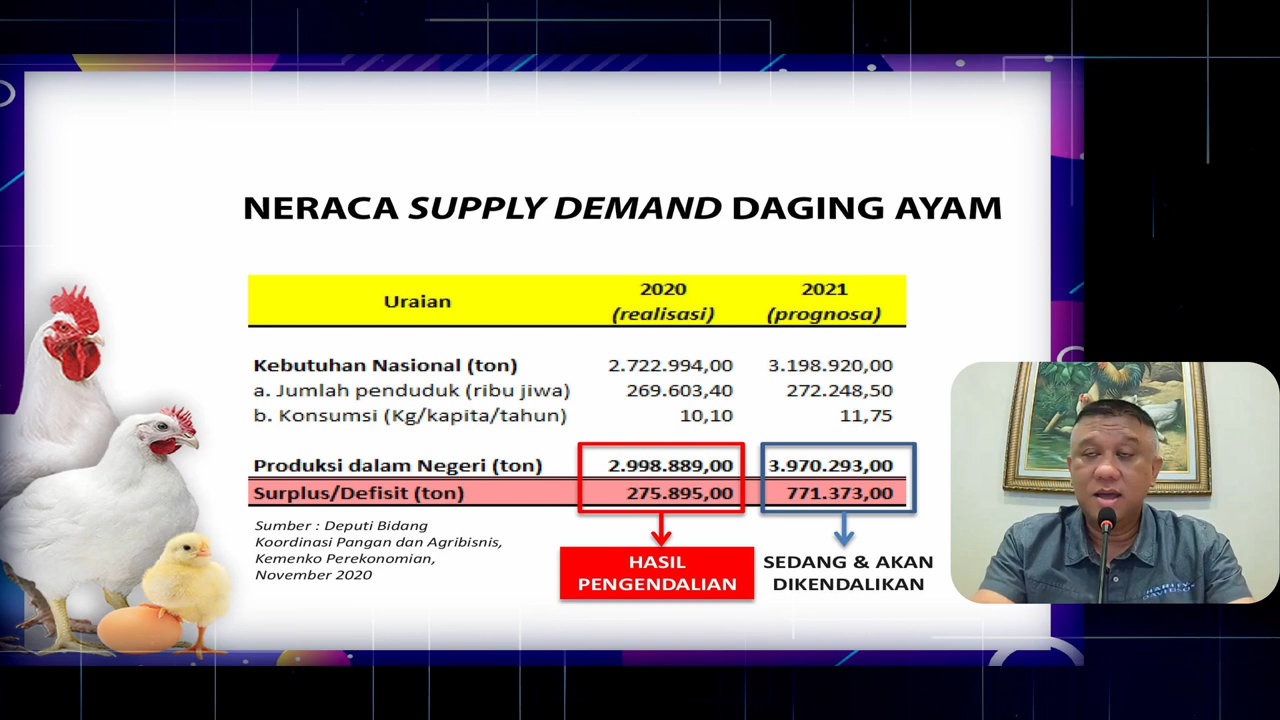 NERACA SUPPLY DEMAND DAGING AYAM
Uraian 2020 (realisasi) 2021 (prognosa)
Kebutuhan Nasional (ton) 2.722.994,00 3.198.920,00
a. Jumlah penduduk (ribu jiwa) 269.603,40 272.248,50
b. Konsumsi (Kg/kapita/tahun) 10,10 11,75
Produksi dalam Negeri (ton) 2.998.889,00 3.970.293,00
Surplus/Defisit (ton) 275.895,00 771.373,00
Sumber : Deputi Bidang
Koordinasi Pangan dan Agribisnis,
Kemenko Perekonomian,
November 2020
HASIL
PENGENDALIAN
SEDANG & AKAN
DIKENDALIKAN
HARLEY
DAVIDSON